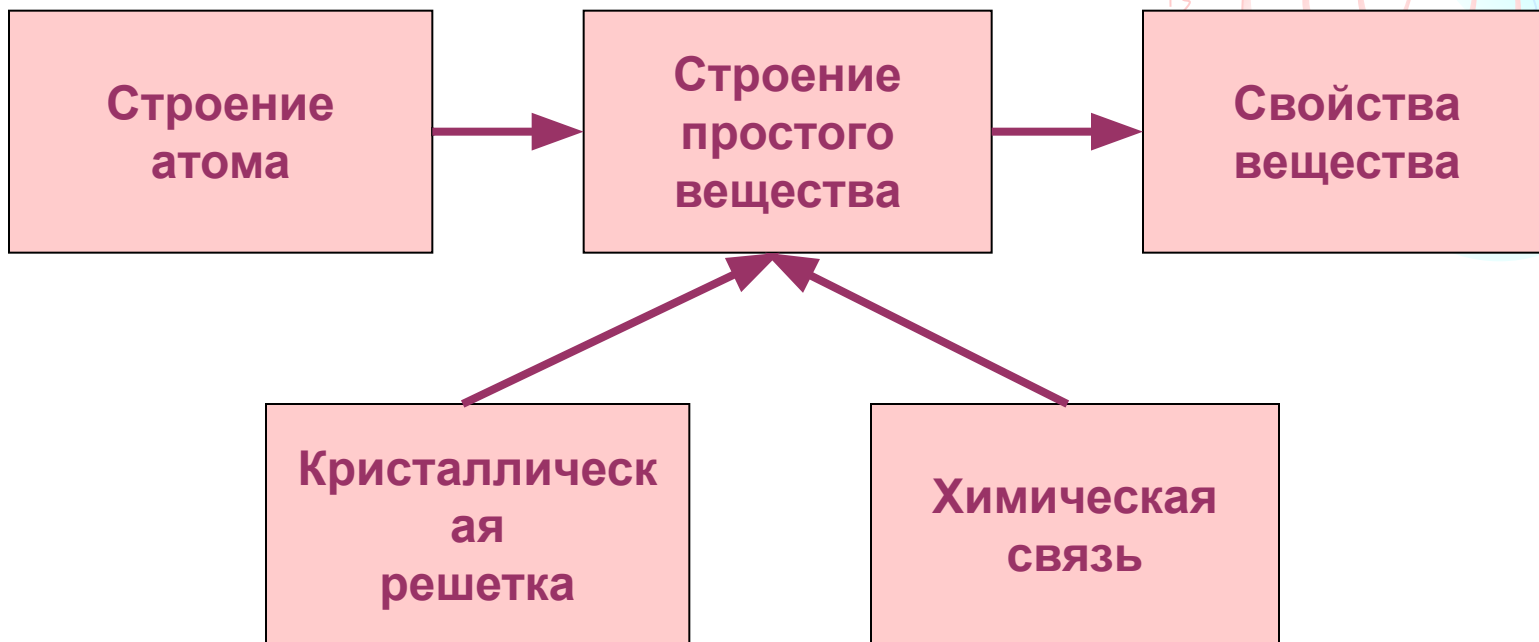 Строение
атома
Строение
простого
вещества
Свойства
вещества
Кристаллическ
ая
решетка
Химическая
связь